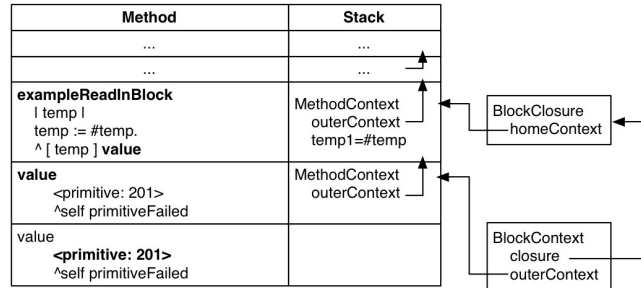 Method Stack
... ...
... ...
exampleReadInBlock
| temp |
temp := #temp.
^ [ temp ] value
MethodContext
outerContext
temp1=#temp
BlockClosure
homeContext
value
<primitive: 201>
^self primitiveFailed
MethodContext
outerContext
value
<primitive: 201>
^self primitiveFailed
BlockContext
closure
outerContext